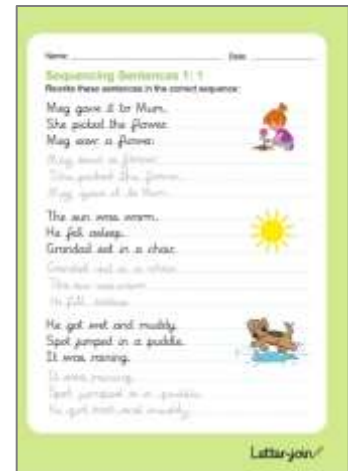 Name
Date
Sequencing Sentences 1: 1
Rewrite these sentences in the correct sequence:
Meg gave it to Mum.
She picked the flower.
Meg saw a flower.
Meg saw a flower.
She picked the flower.
Meg gave it to Mum.
The sun was warm.
He fell asleep.
Grandad sat in a chair.
Grandad sat in a chair.
The sun was warm.
He fell asleep.
He got wet and muddy.
Spot jumped in a puddle.
It was raining.
It was raining.
Spot jumped in a puddle.
He got wet and muddy.
Letter-join